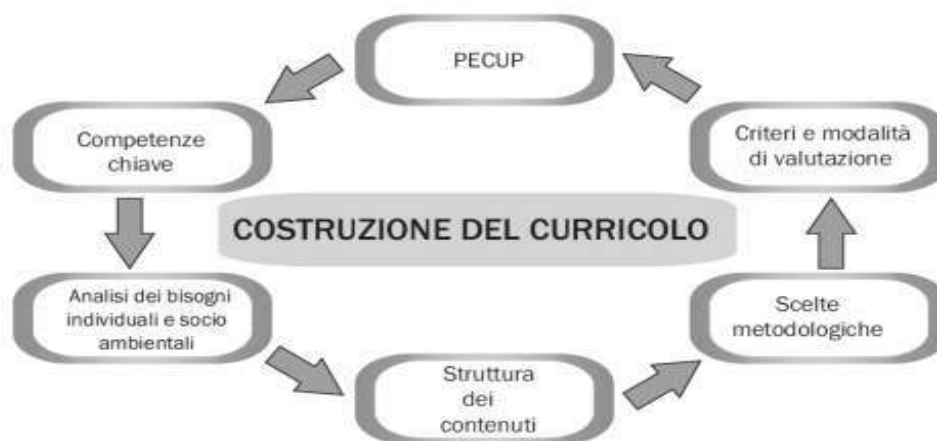 PECUP
Competenze
chiave
Criteri e modalità
di valutazione
COSTRUZIONE DEL CURRICOLO
Analisi dei bisogni
individuali e socio
ambientali
Scelte
metodologiche
Struttura
dei
contenuti